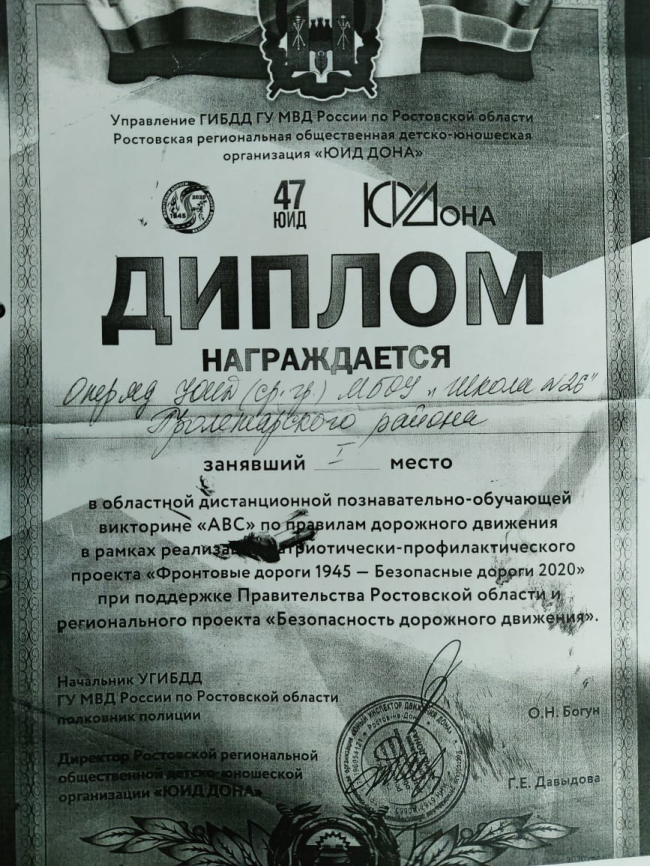 Управление ГИБДД ГУ МВД России по Ростовской области
Ростовская региональная общественная детско-юношеская
организация «ЮИД ДОНА»
1945 2020
47
ЮИД
ЮИДДОНА
ДИПЛОМ
НАГРАЖДАЕТСЯ
Отряд ЮИД (ср. гр) МБОУ „Школа №26"
Пролетарского района
занявший I место
в областной дистанционной познавательно-обучающей
викторине «АВС» по правилам дорожного движения
в рамках патриотически-профилактического
проекта «Фронтовые дороги 1945 – Безопасные дороги 2020»
при поддержке Правительства Ростовской области и
регионального проекта «Безопасность дорожного движения».
Начальник УГИБДД
ГУ МВД России по Ростовской области
полковник полиции
О.Н. Богун
Директор Ростовской региональной
общественной детско-юношеской
организации «ЮИД ДОНА»
Г.Е. Давыдова